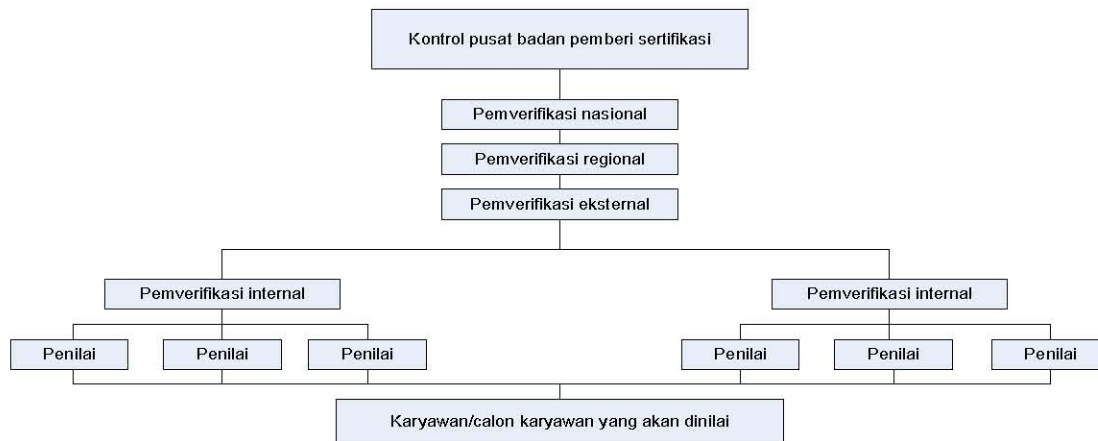 Kontrol pusat badan pemberi sertifikasi
Pemverifikasi nasional
Pemverifikasi regional
Pemverifikasi eksternal
Pemverifikasi internal
Pemverifikasi internal
Penilai
Penilai
Penilai
Penilai
Penilai
Penilai
Karyawan/calon karyawan yang akan dinilai